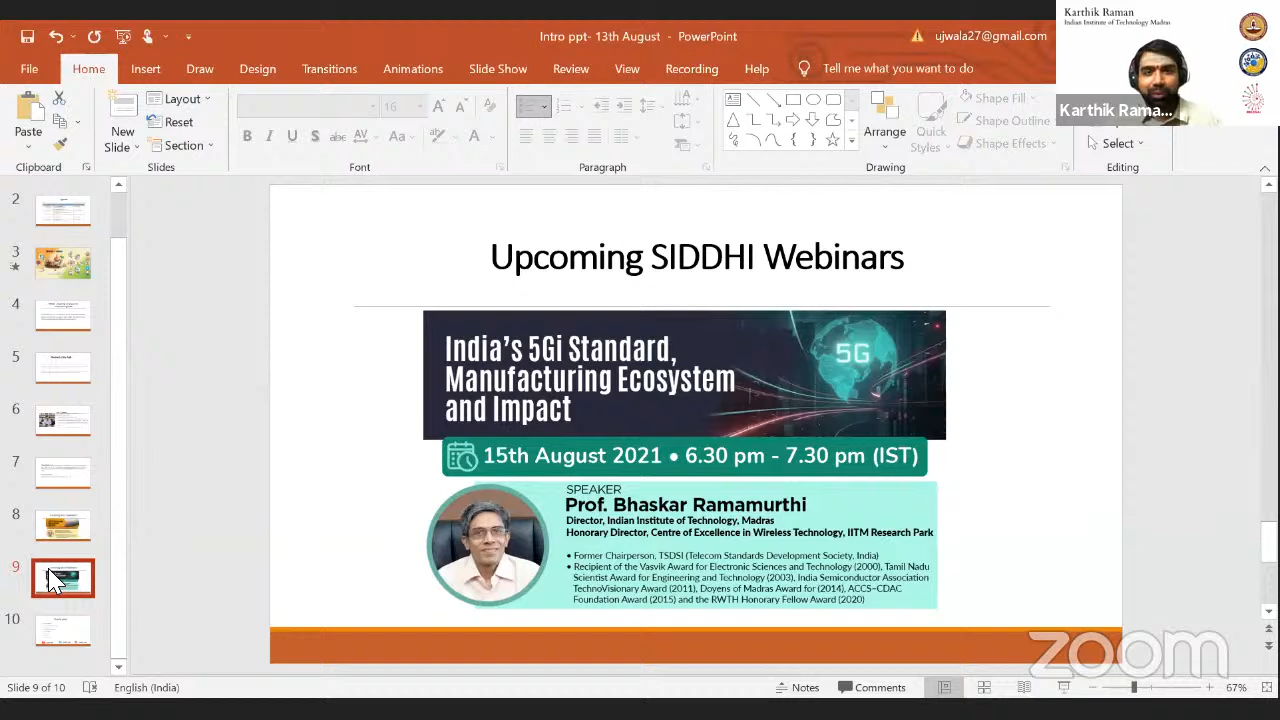 Karthik Raman
Indian Institute of Technology Madras
Karthik Rama...
Intro ppt- 13th August - PowerPoint
ujwala27@gmail.com
File Home Insert Draw Design Transitions Animations Slide Show Review View Recording Help Tell me what you want to do
Paste
Clipboard
New
Slide
Layout
Reset
Section
Slides
16
B I U S abc AV Aa A
Font
Paragraph
Arrange
Quick
Styles
Shape Fill
Shape Outline
Shape Effects
Drawing
Select
Editing
2
3
4
5
6
7
8
10
Upcoming SIDDHI Webinars
India's 5Gi Standard,
Manufacturing Ecosystem
and Impact
5G
15th August 2021 • 6.30 pm - 7.30 pm (IST)
SPEAKER
Prof. Bhaskar Ramamurthi
Director, Indian Institute of Technology, Madras
Honorary Director, Centre of Excellence in Wireless Technology, IITM Research Park
• Former Chairperson, TSDSI (Telecom Standards Development Society, India)
• Recipient of the Vasvik Award for Electronic Sciences and Technology (2000), Tamil Nadu
Scientist Award for Engineering and Technology (2003), India Semiconductor Association
TechnoVisionary Award (2011), Doyens of Madras Award for (2014), ACCS-CDAC
Foundation Award (2015) and the RWTH Honorary Fellow Award (2020)
zoom
Slide 9 of 10 English (India) Notes Comments 67%